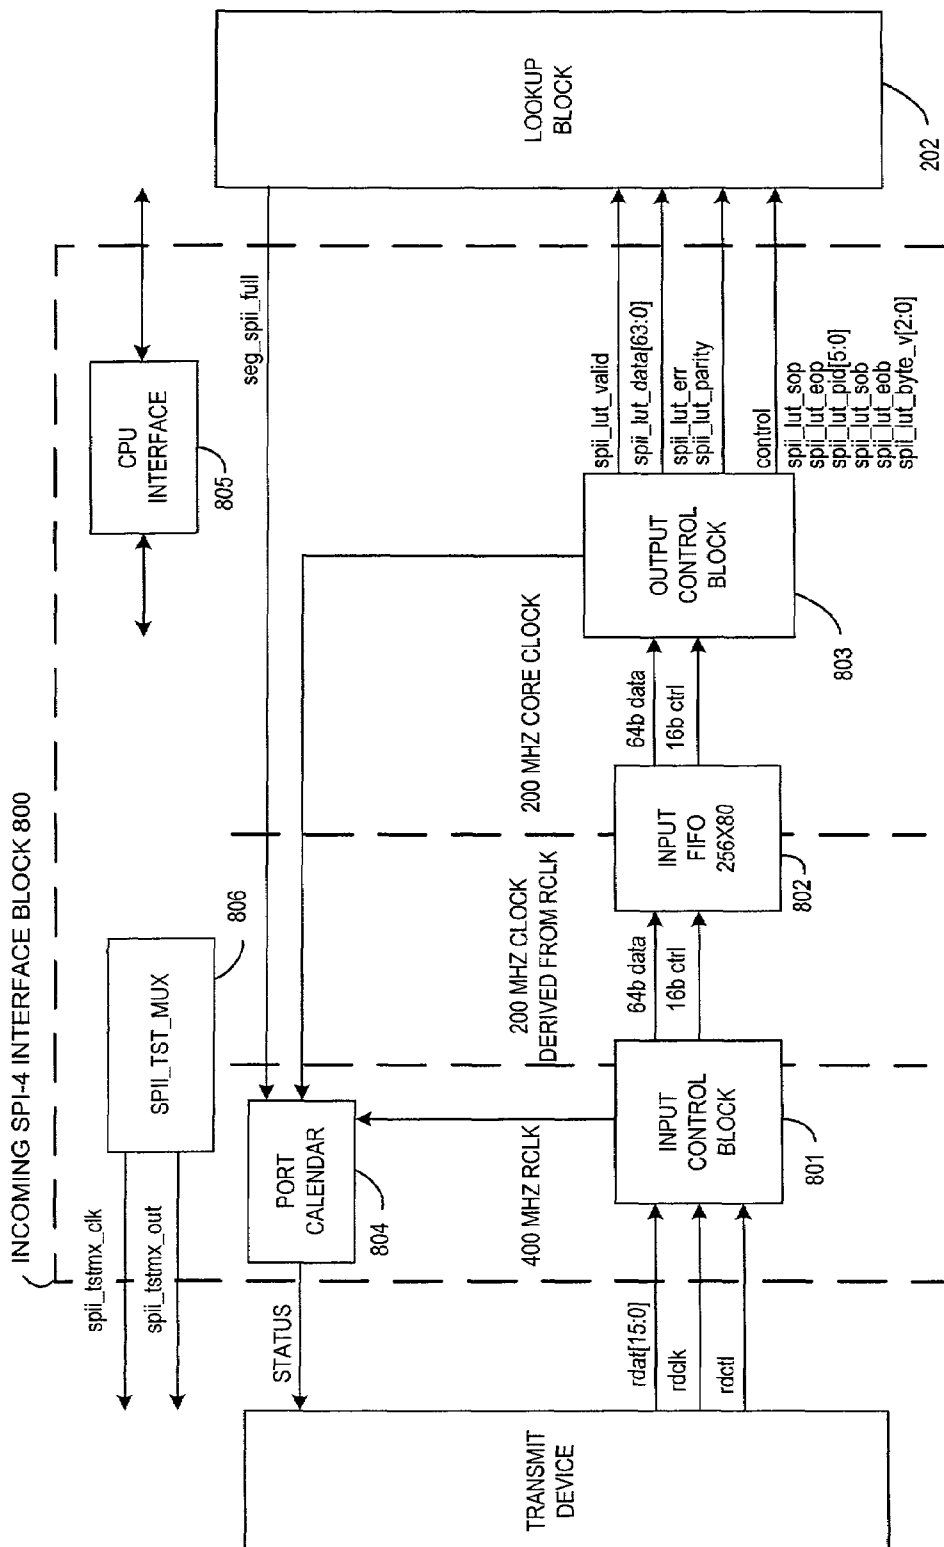 INCOMING SPI-4 INTERFACE BLOCK 800
spii_tstmx_clk
spii_tstmx_out
SPII_TST_MUX
806
CPU
INTERFACE
805
seg_spii_full
STATUS
PORT
CALENDAR
804
400 MHZ RCLK
200 MHZ CLOCK
DERIVED FROM RCLK
200 MHZ CORE CLOCK
TRANSMIT
DEVICE
rdat[15:0]
rdclk
rdctl
INPUT
CONTROL
BLOCK
801
64b data
16b ctrl
INPUT
FIFO
256X80
802
64b data
16b ctrl
OUTPUT
CONTROL
BLOCK
803
spii_lut_valid
spii_lut_data[63:0]
spii_lut_err
spii_lut_parity
control
spii_lut_sop
spii_lut_eop
spii_lut_pid[5:0]
spii_lut_sob
spii_lut_eob
spii_lut_byte_v[2:0]
LOOKUP
BLOCK
202